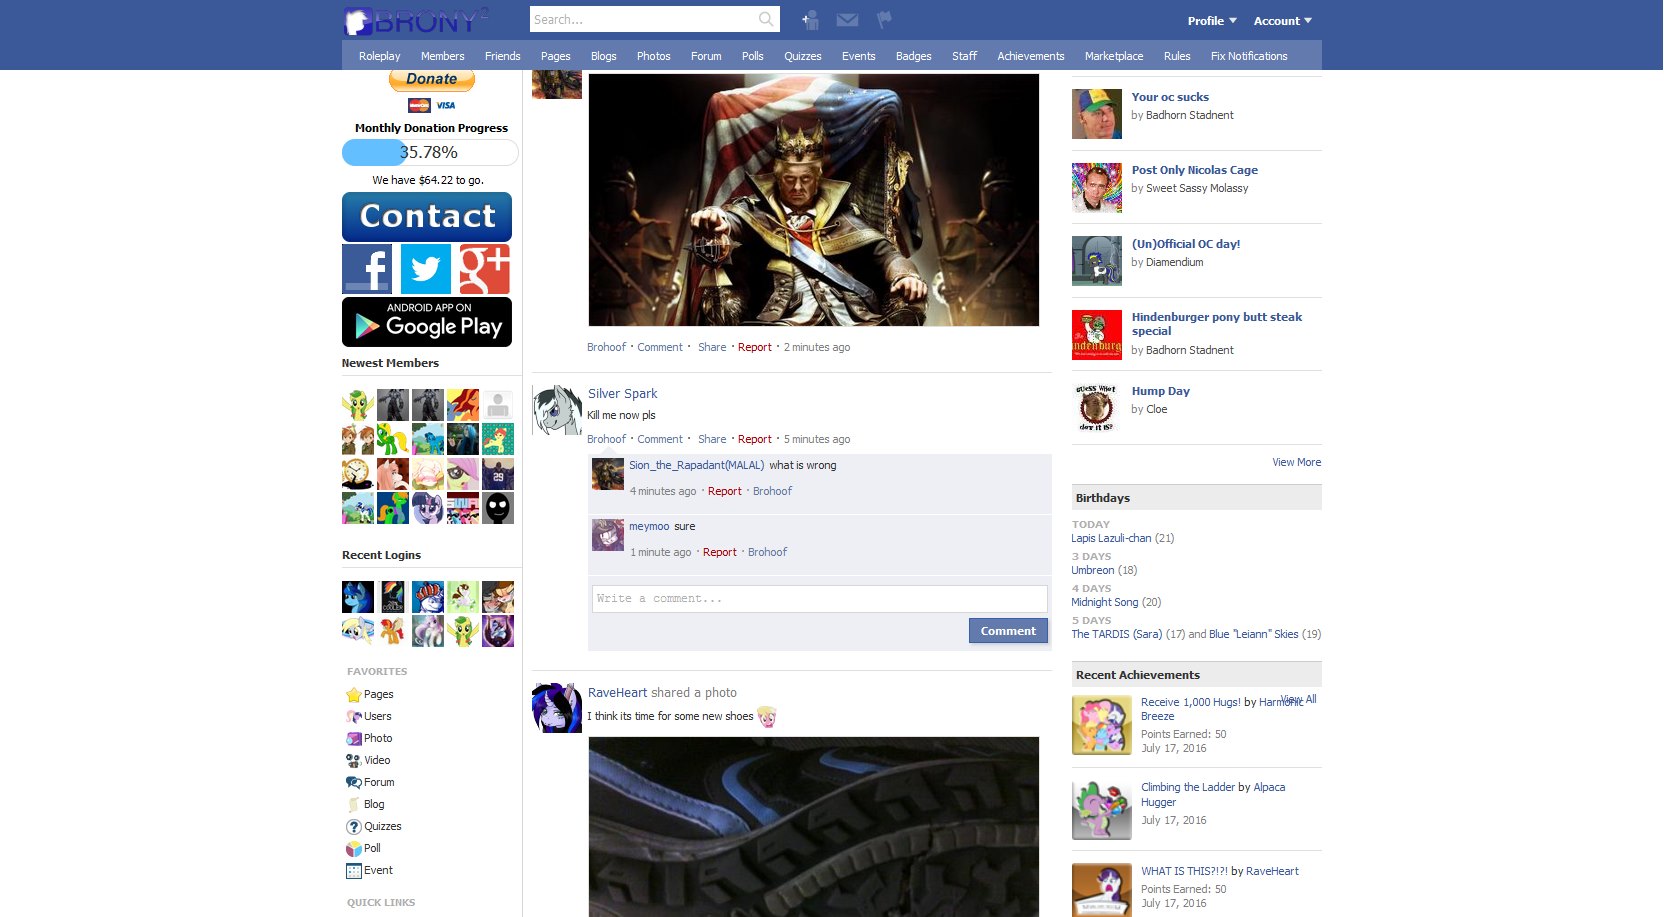 BRONY²
Search...
Profile
Account
Roleplay
Members
Friends
Pages
Blogs
Photos
Forum
Polls
Quizzes
Events
Badges
Staff
Achievements
Marketplace
Rules
Fix Notifications
Donate
MasterCard
VISA
Monthly Donation Progress
35.78%
We have $64.22 to go.
Contact
f
g+
ANDROID APP ON
Google Play
Newest Members
29
Recent Logins
COOLER
FAVORITES
Pages
Users
Photo
Video
Forum
Blog
Quizzes
Poll
Event
QUICK LINKS
Brohoof · Comment · Share · Report · 2 minutes ago
Silver Spark
Kill me now pls
Brohoof · Comment · Share · Report · 5 minutes ago
Sion_the_Rapadant(MALAL) what is wrong
4 minutes ago · Report · Brohoof
meymoo sure
1 minute ago · Report · Brohoof
Write a comment...
Comment
RaveHeart shared a photo
I think its time for some new shoes
Your oc sucks
by Badhorn Stadnent
Post Only Nicolas Cage
by Sweet Sassy Molassy
(Un)Official OC day!
by Diamendium
Hindenburger pony butt steak
special
by Badhorn Stadnent
GUESS WHAT
DAY IT IS?
Hump Day
by Cloe
View More
Birthdays
TODAY
Lapis Lazuli-chan (21)
3 DAYS
Umbreon (18)
4 DAYS
Midnight Song (20)
5 DAYS
The TARDIS (Sara) (17) and Blue "Leiann" Skies (19)
Recent Achievements
View All
Receive 1,000 Hugs! by Harmonic
Breeze
Points Earned: 50
July 17, 2016
Climbing the Ladder by Alpaca
Hugger
July 17, 2016
WHAT IS THIS?!?! by RaveHeart
Points Earned: 50
July 17, 2016